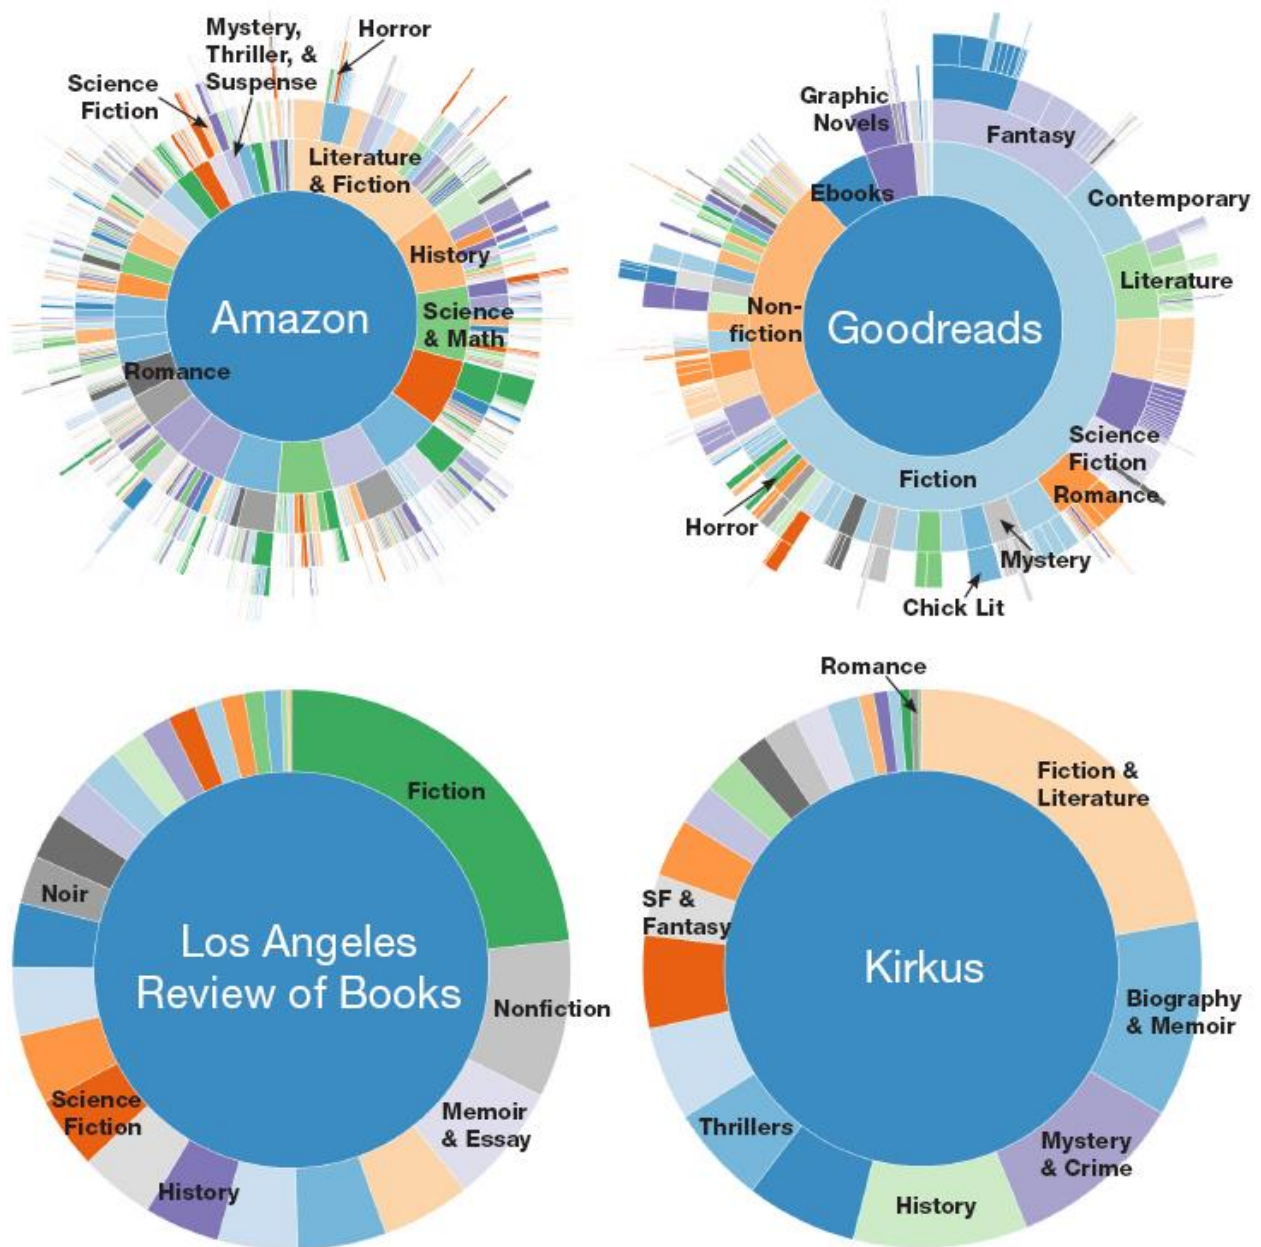 Mystery,
Thriller, &
Suspense
Horror
Science
Fiction
Literature
& Fiction
History
Science
& Math
Romance
Amazon
Graphic
Novels
Fantasy
Ebooks
Contemporary
Literature
Non-
fiction
Goodreads
Science
Fiction
Romance
Fiction
Horror
Mystery
Chick Lit
Fiction
Noir
Los Angeles
Review of Books
Nonfiction
Science
Fiction
Memoir
& Essay
History
Romance
Fiction &
Literature
SF &
Fantasy
Kirkus
Biography
& Memoir
Thrillers
Mystery
& Crime
History